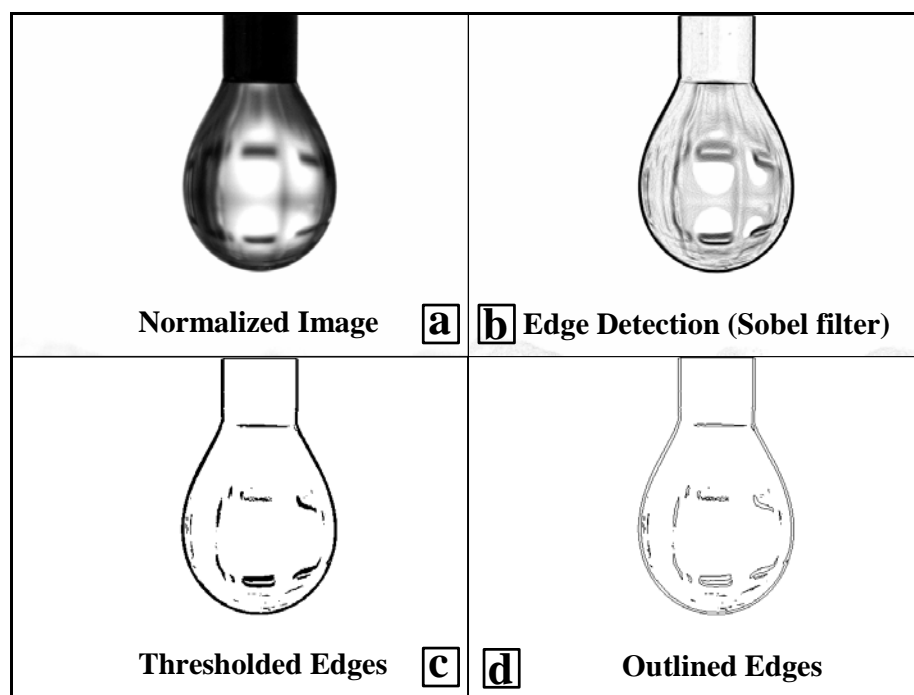 Normalized Image
a
b
Edge Detection (Sobel filter)
Thresholded Edges
c
d
Outlined Edges